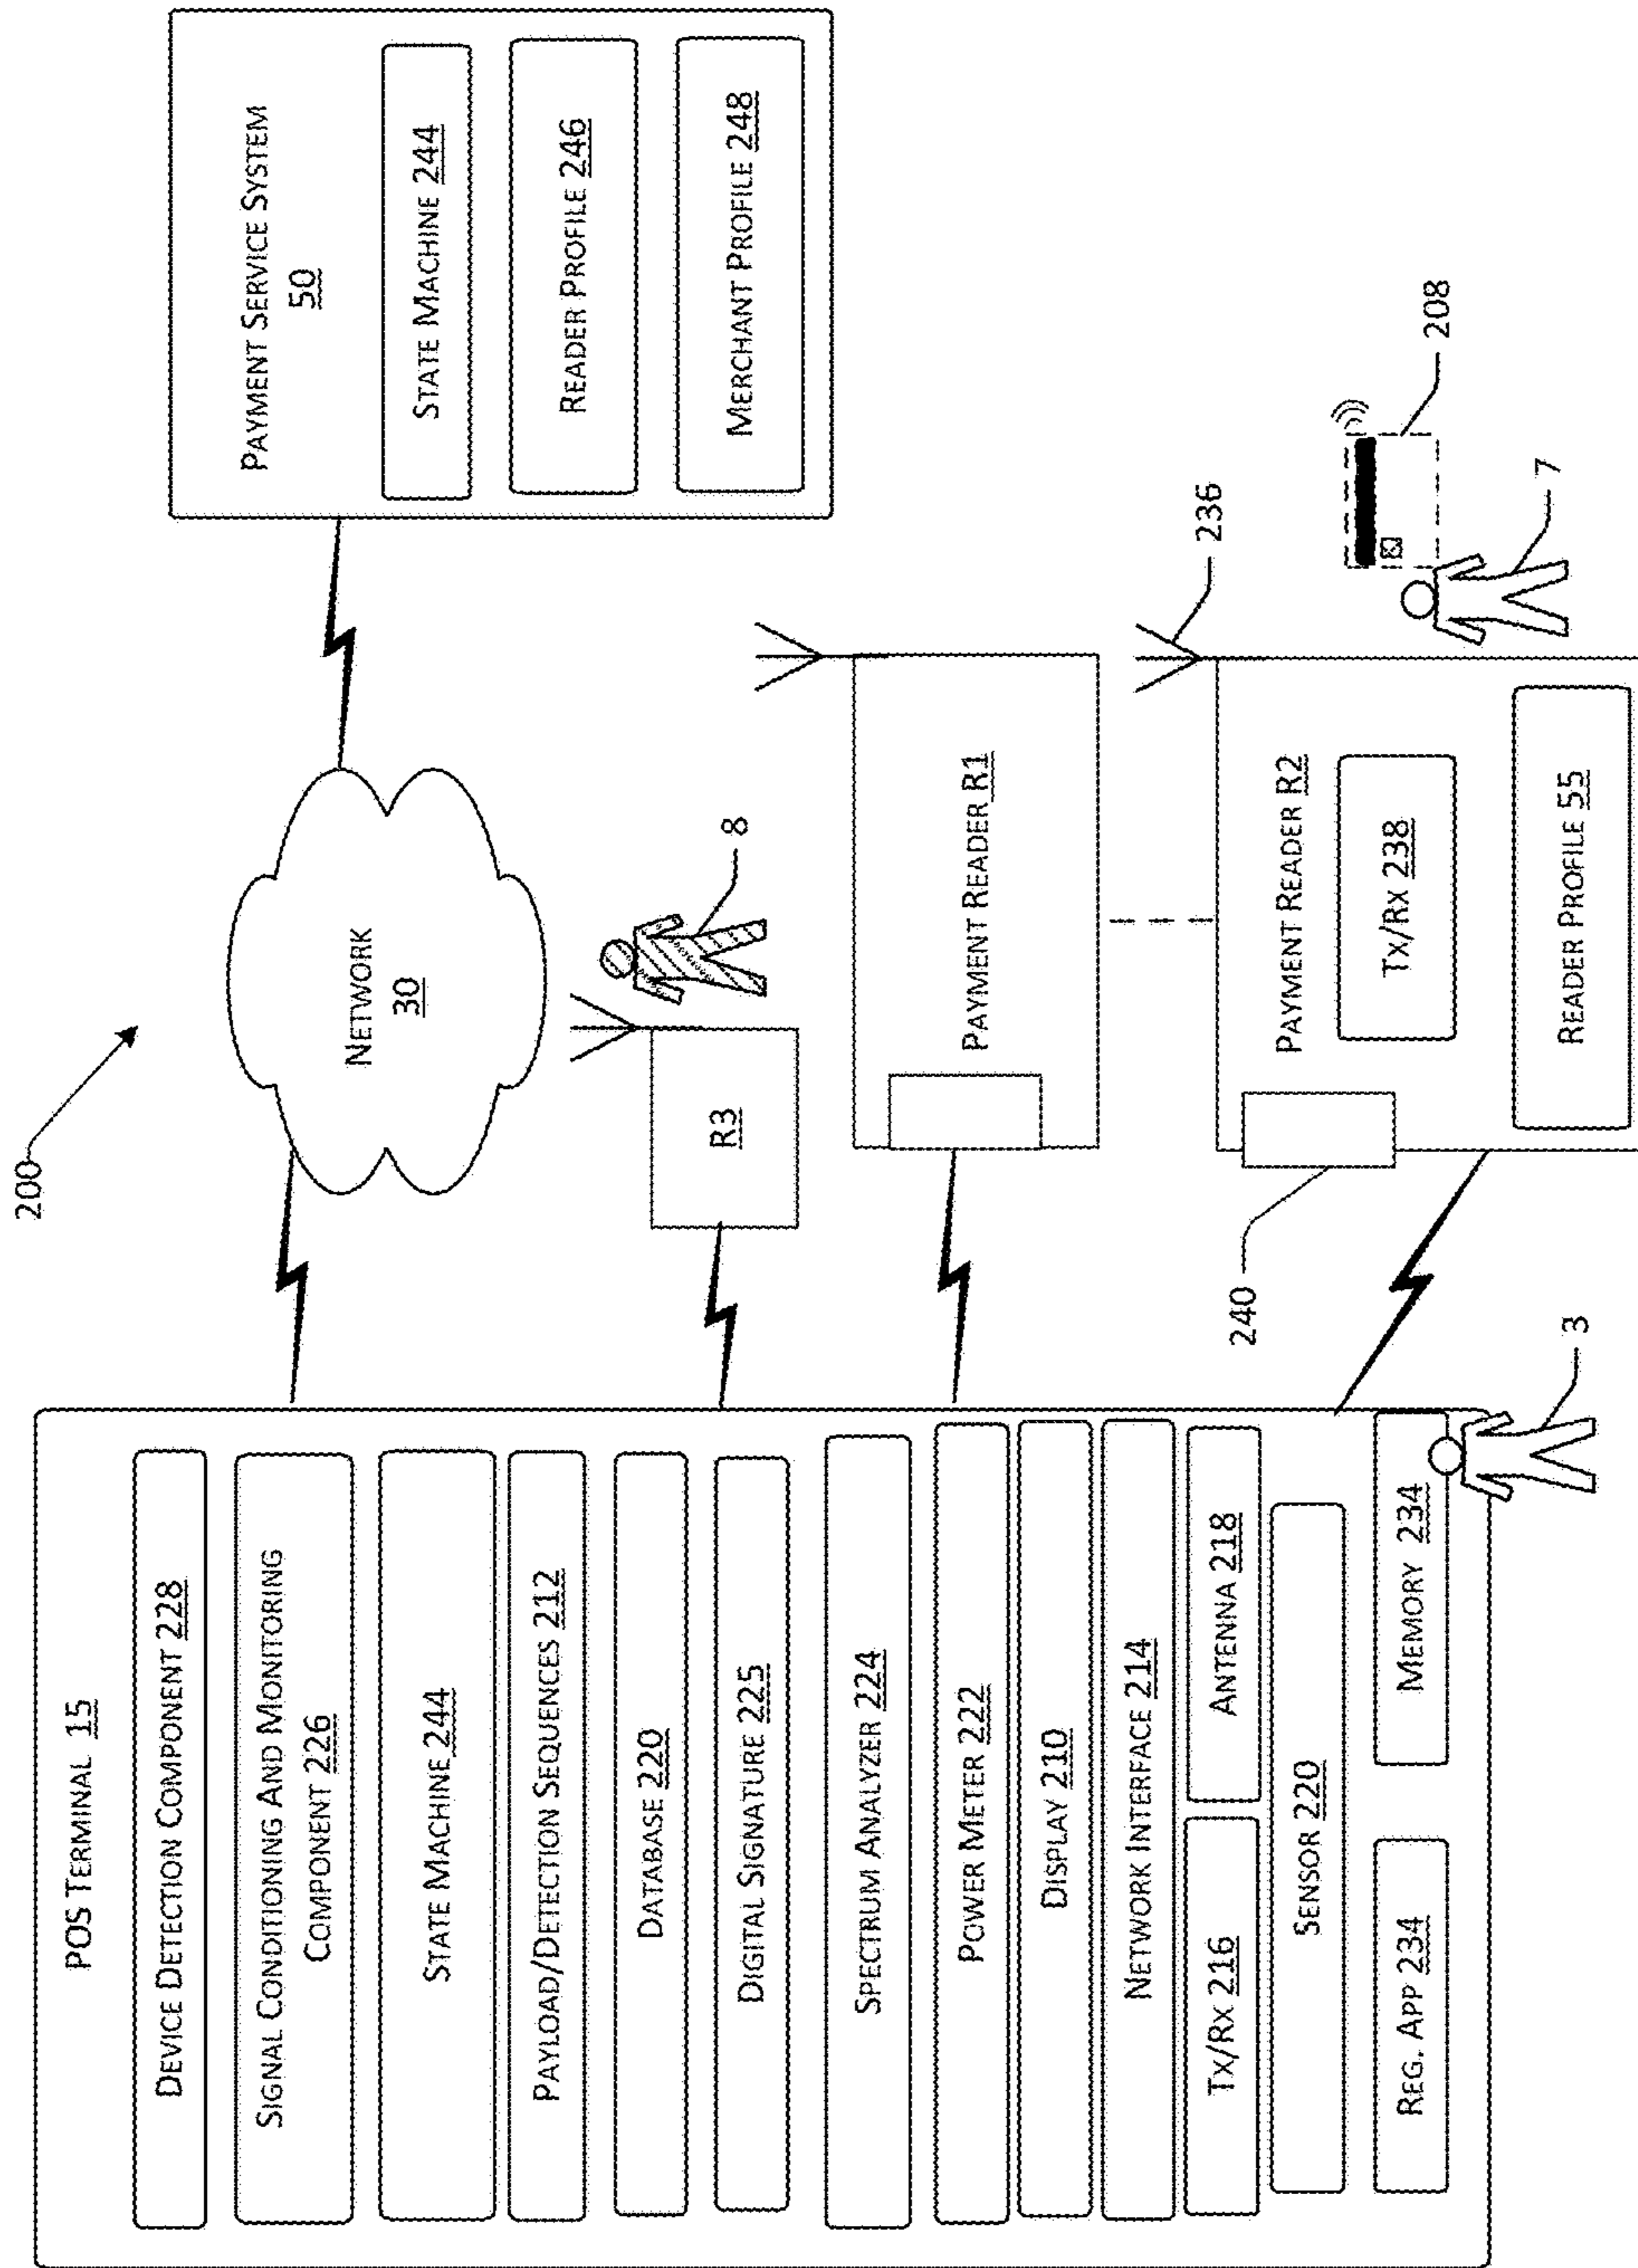 200
POS TERMINAL 15
DEVICE DETECTION COMPONENT 228
SIGNAL CONDITIONING AND MONITORING
COMPONENT 226
STATE MACHINE 244
PAYLOAD/DETECTION SEQUENCES 212
DATABASE 220
DIGITAL SIGNATURE 225
SPECTRUM ANALYZER 224
POWER METER 222
DISPLAY 210
NETWORK INTERFACE 214
TX/RX 216
ANTENNA 218
SENSOR 220
REG. APP 234
MEMORY 234
3
NETWORK
30
R3
8
PAYMENT READER R1
PAYMENT READER R2
TX/RX 238
READER PROFILE 55
240
236
7
208
PAYMENT SERVICE SYSTEM
50
STATE MACHINE 244
READER PROFILE 246
MERCHANT PROFILE 248